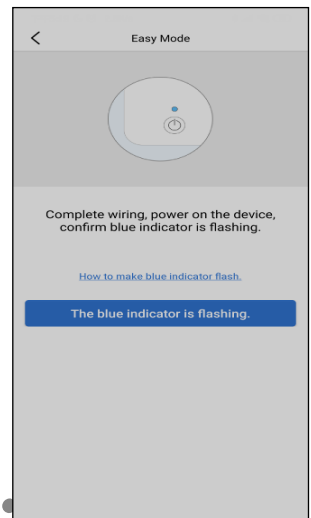 Easy Mode
Complete wiring, power on the device,
confirm blue indicator is flashing.
How to make blue indicator flash.
The blue indicator is flashing.